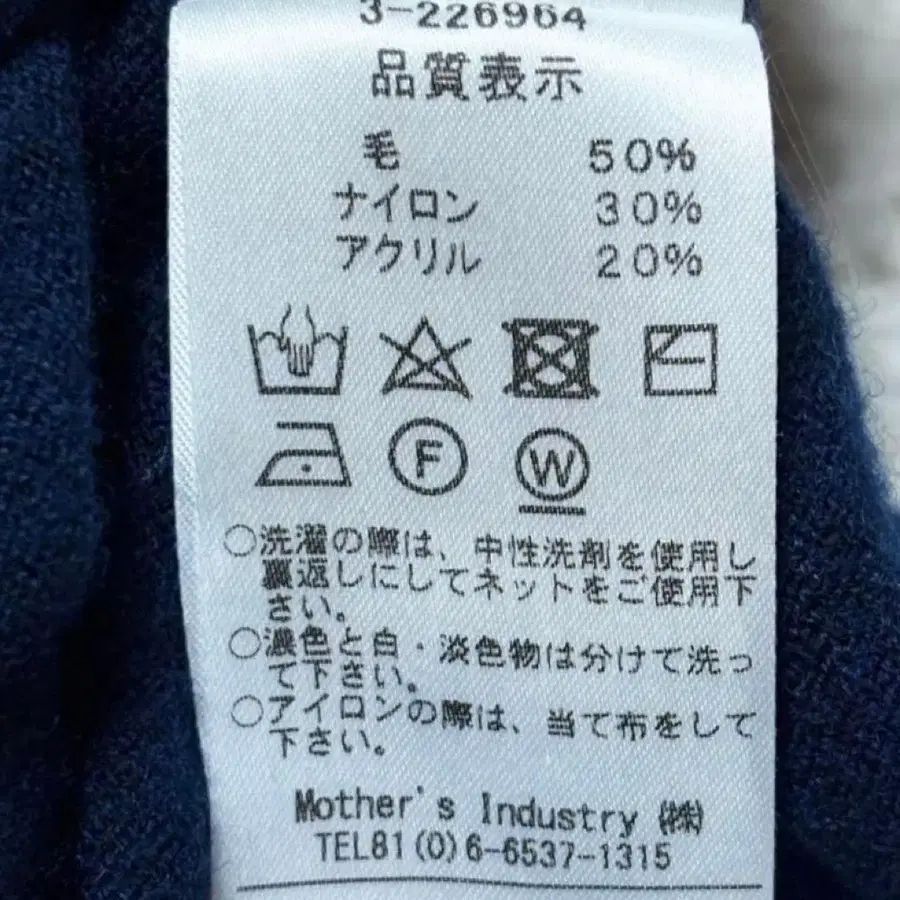 3-226964
品質表示
毛 50%
ナイロン 30%
アクリル 20%
F W
○洗濯の際は、中性洗剤を使用し
裏返しにしてネットをご使用下
さい。
○濃色と白・淡色物は分けて洗っ
て下さい。
○アイロンの際は、当て布をして
下さい。
Mother's Industry ㈱
TEL81(0)6-6537-1315